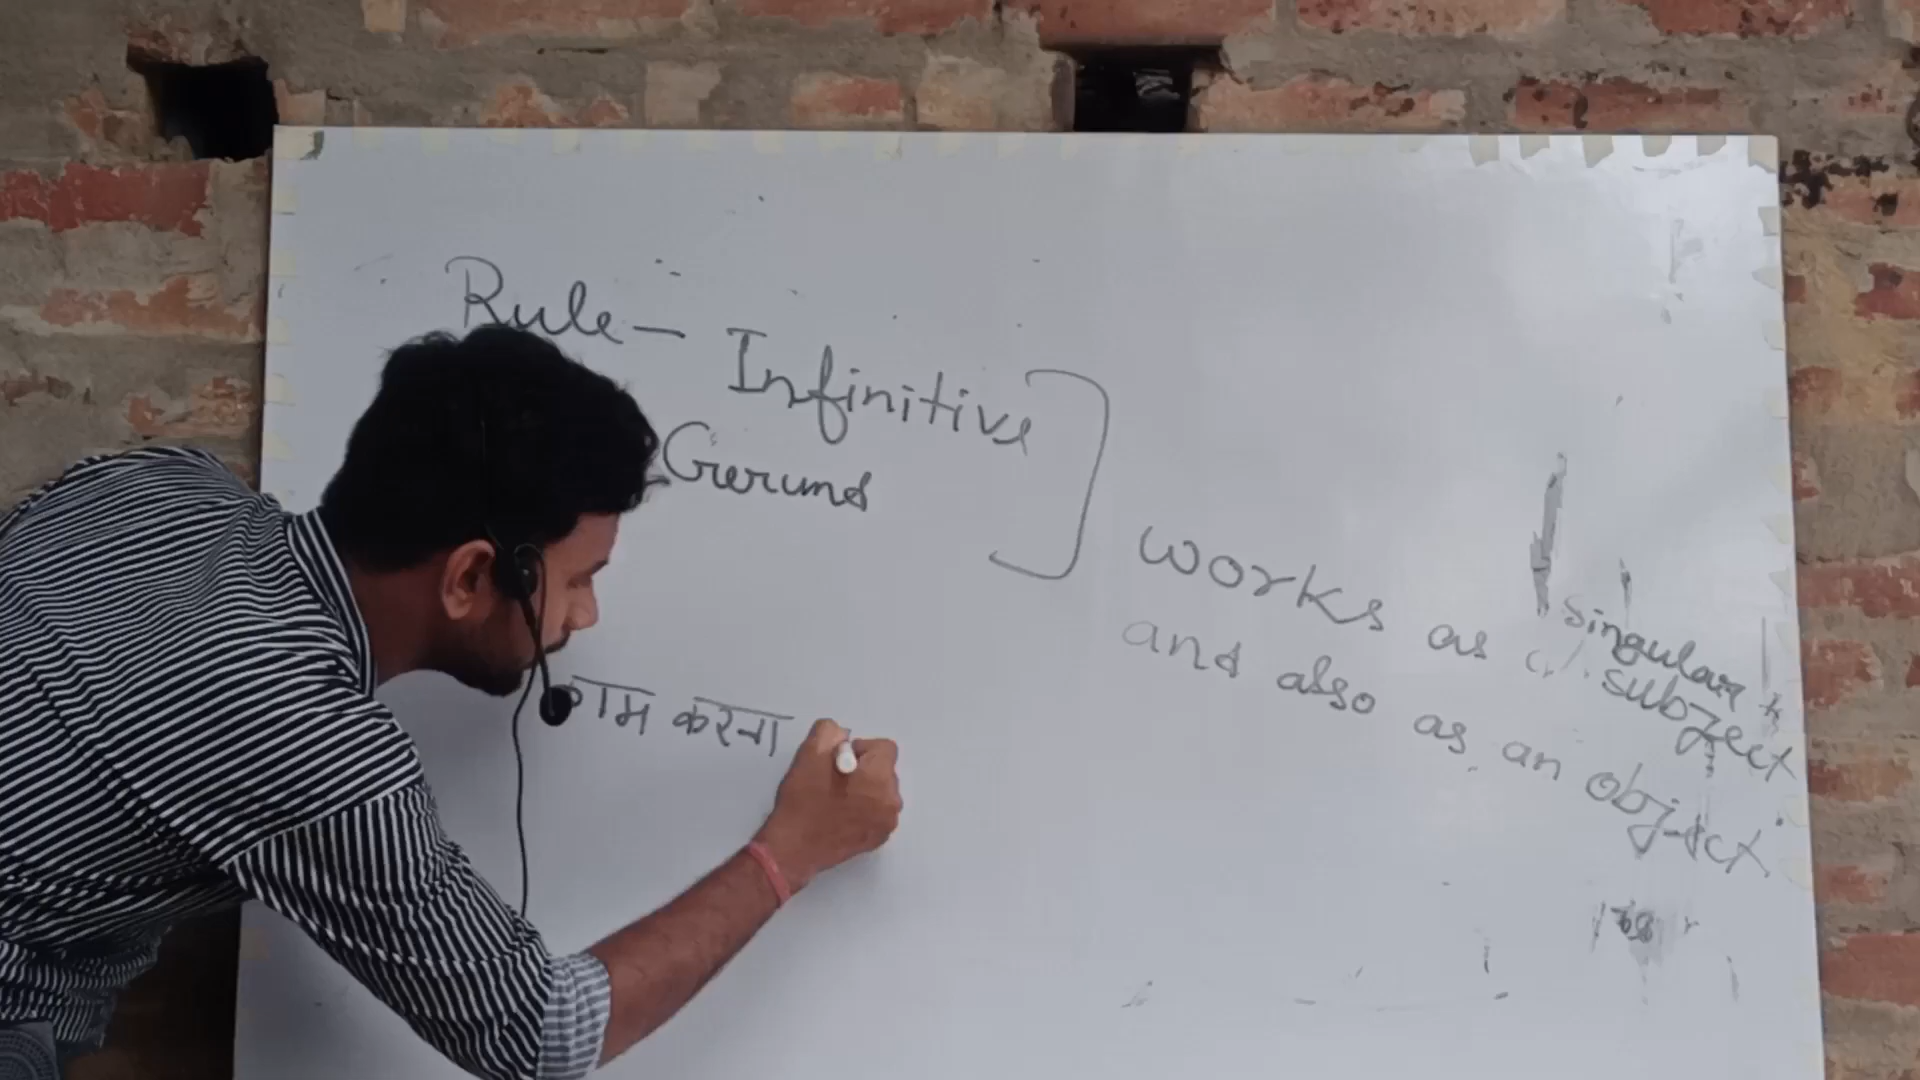 Rule- Infinitive
Gerund
works as singular subject
and also as an object
काम करना